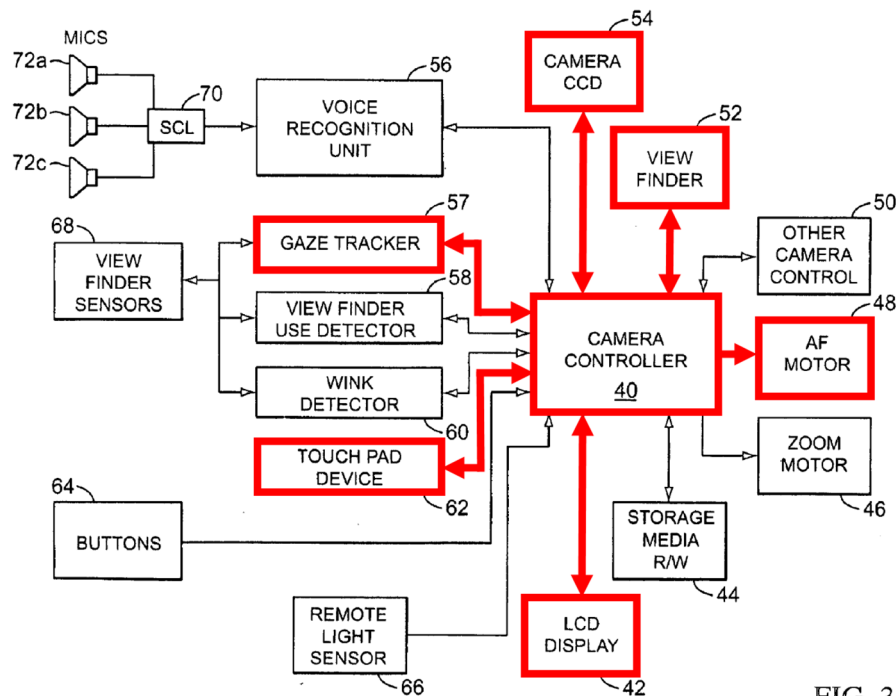 MICS
72a
72b
72c
70
SCL
56
VOICE
RECOGNITION
UNIT
54
CAMERA
CCD
52
VIEW
FINDER
50
OTHER
CAMERA
CONTROL
68
VIEW
FINDER
SENSORS
57
GAZE TRACKER
58
VIEW FINDER
USE DETECTOR
WINK
DETECTOR
60
TOUCH PAD
DEVICE
62
CAMERA
CONTROLLER
40
48
AF
MOTOR
ZOOM
MOTOR
46
64
BUTTONS
STORAGE
MEDIA
R/W
44
REMOTE
LIGHT
SENSOR
66
LCD
DISPLAY
42
FIG. 3